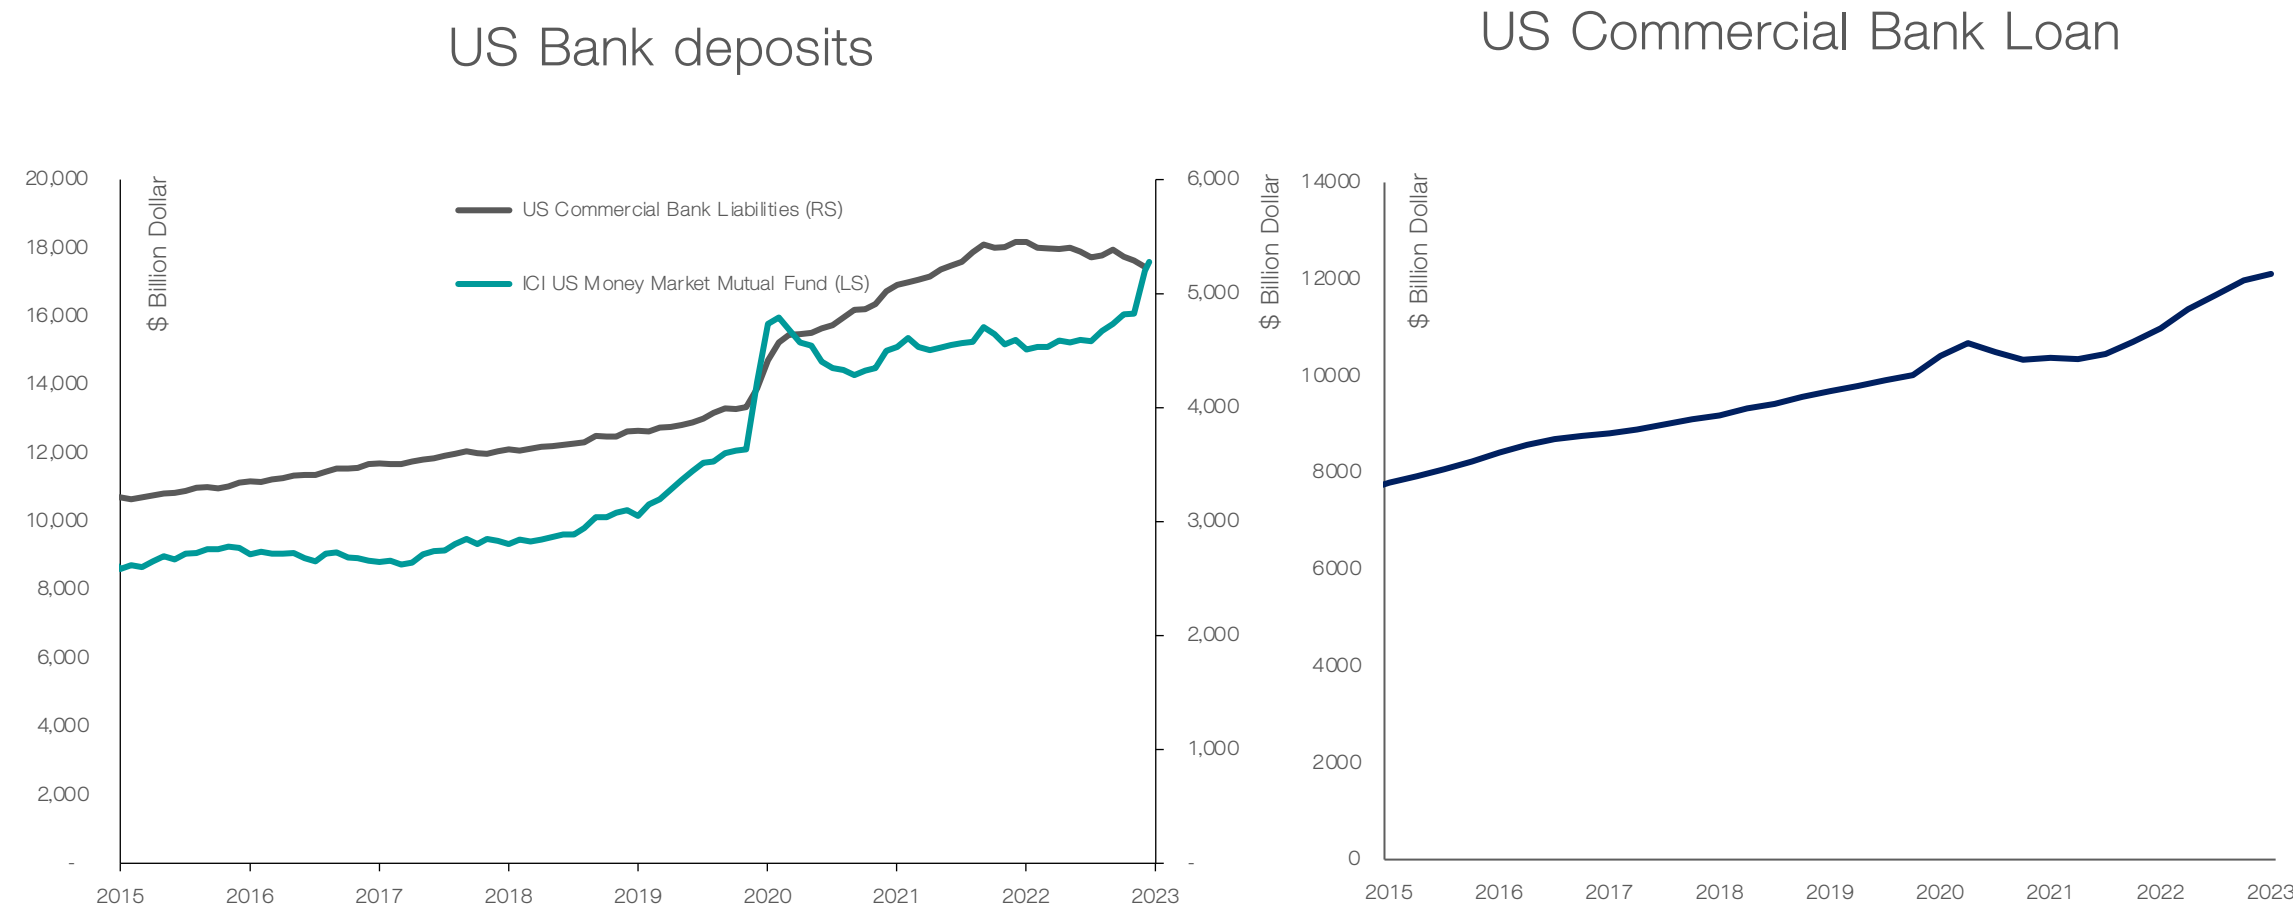 US Bank deposits
20,000
18,000
16,000
14,000
12,000
10,000
8,000
6,000
4,000
2,000
-
$ Billion Dollar
US Commercial Bank Liabilities (RS)
ICI US Money Market Mutual Fund (LS)
6,000
5,000
4,000
3,000
2,000
1,000
-
$ Billion Dollar
2015 2016 2017 2018 2019 2020 2021 2022 2023
US Commercial Bank Loan
14000
12000
10000
8000
6000
4000
2000
0
$ Billion Dollar
2015 2016 2017 2018 2019 2020 2021 2022 2023